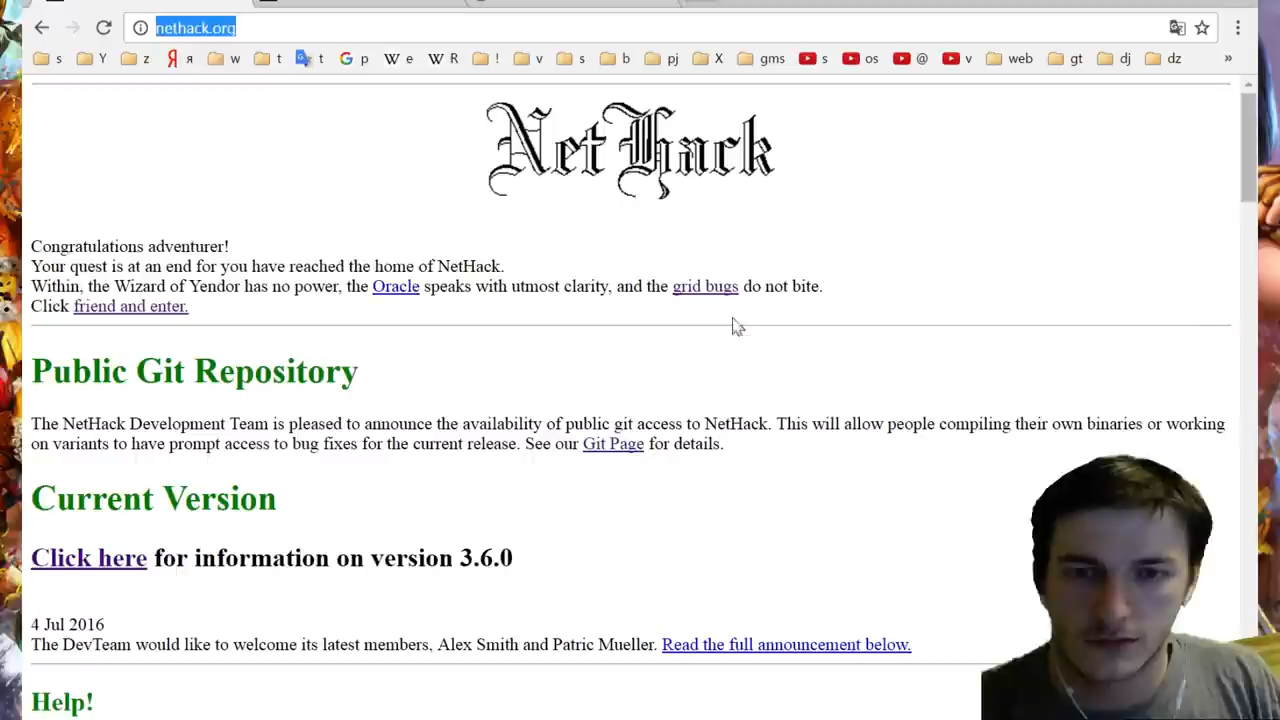 nethack.org
s Y z Я я w t t G p W e W R ! v s b pj X gms s os @ v web gt dj dz »
NetHack
Congratulations adventurer!
Your quest is at an end for you have reached the home of NetHack.
Within, the Wizard of Yendor has no power, the Oracle speaks with utmost clarity, and the grid bugs do not bite.
Click friend and enter.
Public Git Repository
The NetHack Development Team is pleased to announce the availability of public git access to NetHack. This will allow people compiling their own binaries or working
on variants to have prompt access to bug fixes for the current release. See our Git Page for details.
Current Version
Click here for information on version 3.6.0
4 Jul 2016
The DevTeam would like to welcome its latest members, Alex Smith and Patric Mueller. Read the full announcement below.
Help!